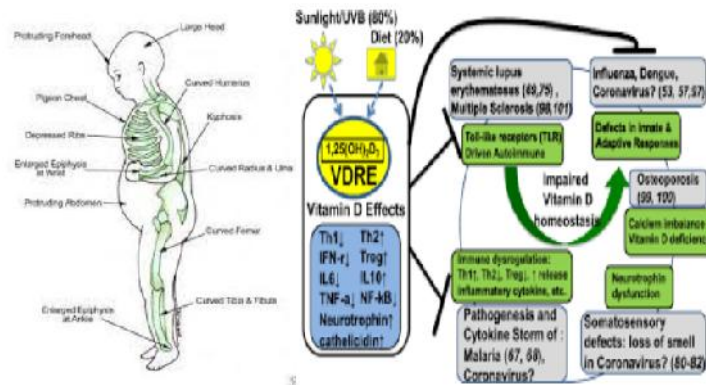 Large Head
Protruding Forehead
Curved Humerus
Pigeon Chest
Kyphosis
Depressed Ribs
Enlarged Epiphysis
at Wrist
Curved Radius & Ulna
Protruding Abdomen
Curved Femur
Curved Tibia & Fibula
Enlarged Epiphysis
at Ankle
Sunlight/UVB (80%)
Diet (20%)
1,25(OH)₂D₃
VDRE
Vitamin D Effects
Th1↓ Th2↑
IFN-r↓ Treg↑
IL6↓ IL10↑
TNF-a↓ NF-kB↓
Neurotrophin↑
cathelicidin↑
Systemic lupus
erythematoses (49,75)
Multiple Sclerosis (98,101)
Toll-like receptors (TLR)
Driven Autoimmune
Influenza, Dengue,
Coronavirus? (53, 57,97)
Defects in innate &
Adaptive Responses
Impaired
Vitamin D
homeostasis
Osteoporosis
(99, 100)
Calcium imbalance
Vitamin D deficienc
Immune dysregulation:
Th1↑, Th2↓, Treg↓, ↑ release
inflammatory cytokine, etc.
Neurotrophin
dysfunction
Pathogenesis and
Cytokine Storm of :
Malaria (67, 68),
Coronavirus?
Somatosensory
defects: loss of smell
in Coronavirus? (80-82)